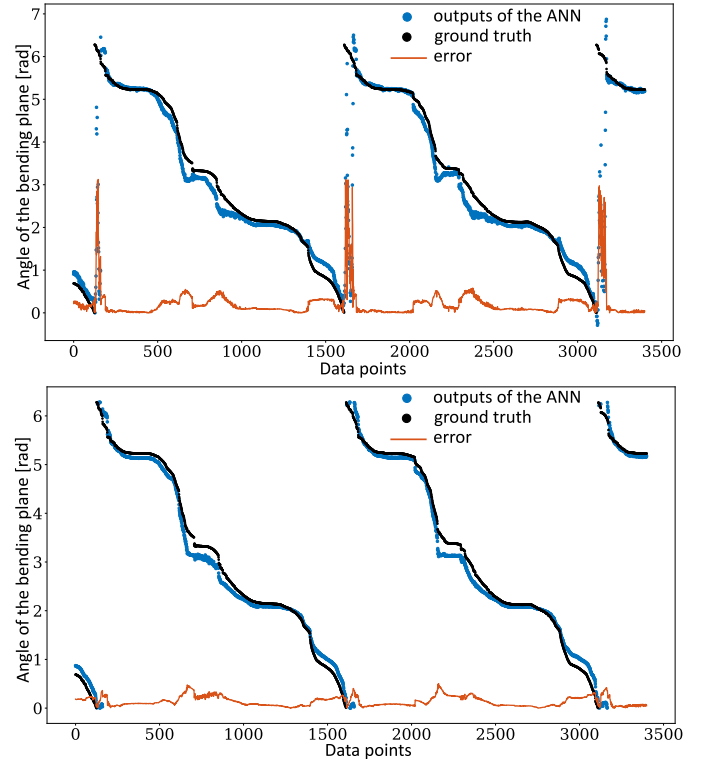 7
6
5
4
3
2
1
0
Angle of the bending plane [rad]
outputs of the ANN
ground truth
error
0 500 1000 1500 2000 2500 3000 3500
Data points
6
5
4
3
2
1
0
Angle of the bending plane [rad]
outputs of the ANN
ground truth
error
0 500 1000 1500 2000 2500 3000 3500
Data points